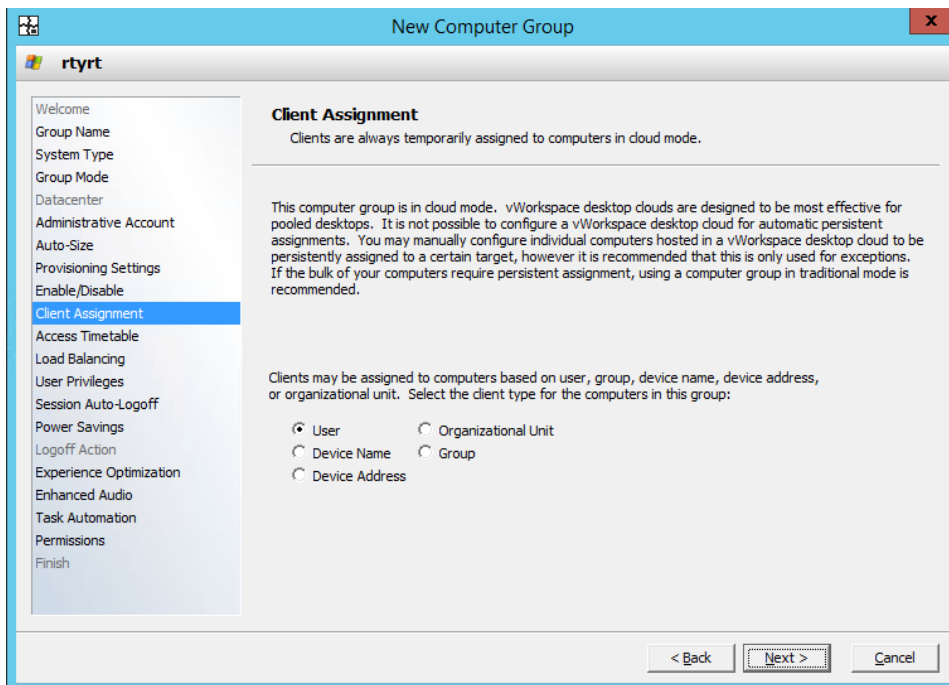 New Computer Group
x
rtyrt
Welcome
Group Name
System Type
Group Mode
Datacenter
Administrative Account
Auto-Size
Provisioning Settings
Enable/Disable
Client Assignment
Access Timetable
Load Balancing
User Privileges
Session Auto-Logoff
Power Savings
Logoff Action
Experience Optimization
Enhanced Audio
Task Automation
Permissions
Finish
Client Assignment
Clients are always temporarily assigned to computers in cloud mode.
This computer group is in cloud mode. vWorkspace desktop clouds are designed to be most effective for
pooled desktops. It is not possible to configure a vWorkspace desktop cloud for automatic persistent
assignments. You may manually configure individual computers hosted in a vWorkspace desktop cloud to be
persistently assigned to a certain target, however it is recommended that this is only used for exceptions.
If the bulk of your computers require persistent assignment, using a computer group in traditional mode is
recommended.
Clients may be assigned to computers based on user, group, device name, device address,
or organizational unit. Select the client type for the computers in this group:
User Organizational Unit
Device Name Group
Device Address
< Back Next > Cancel